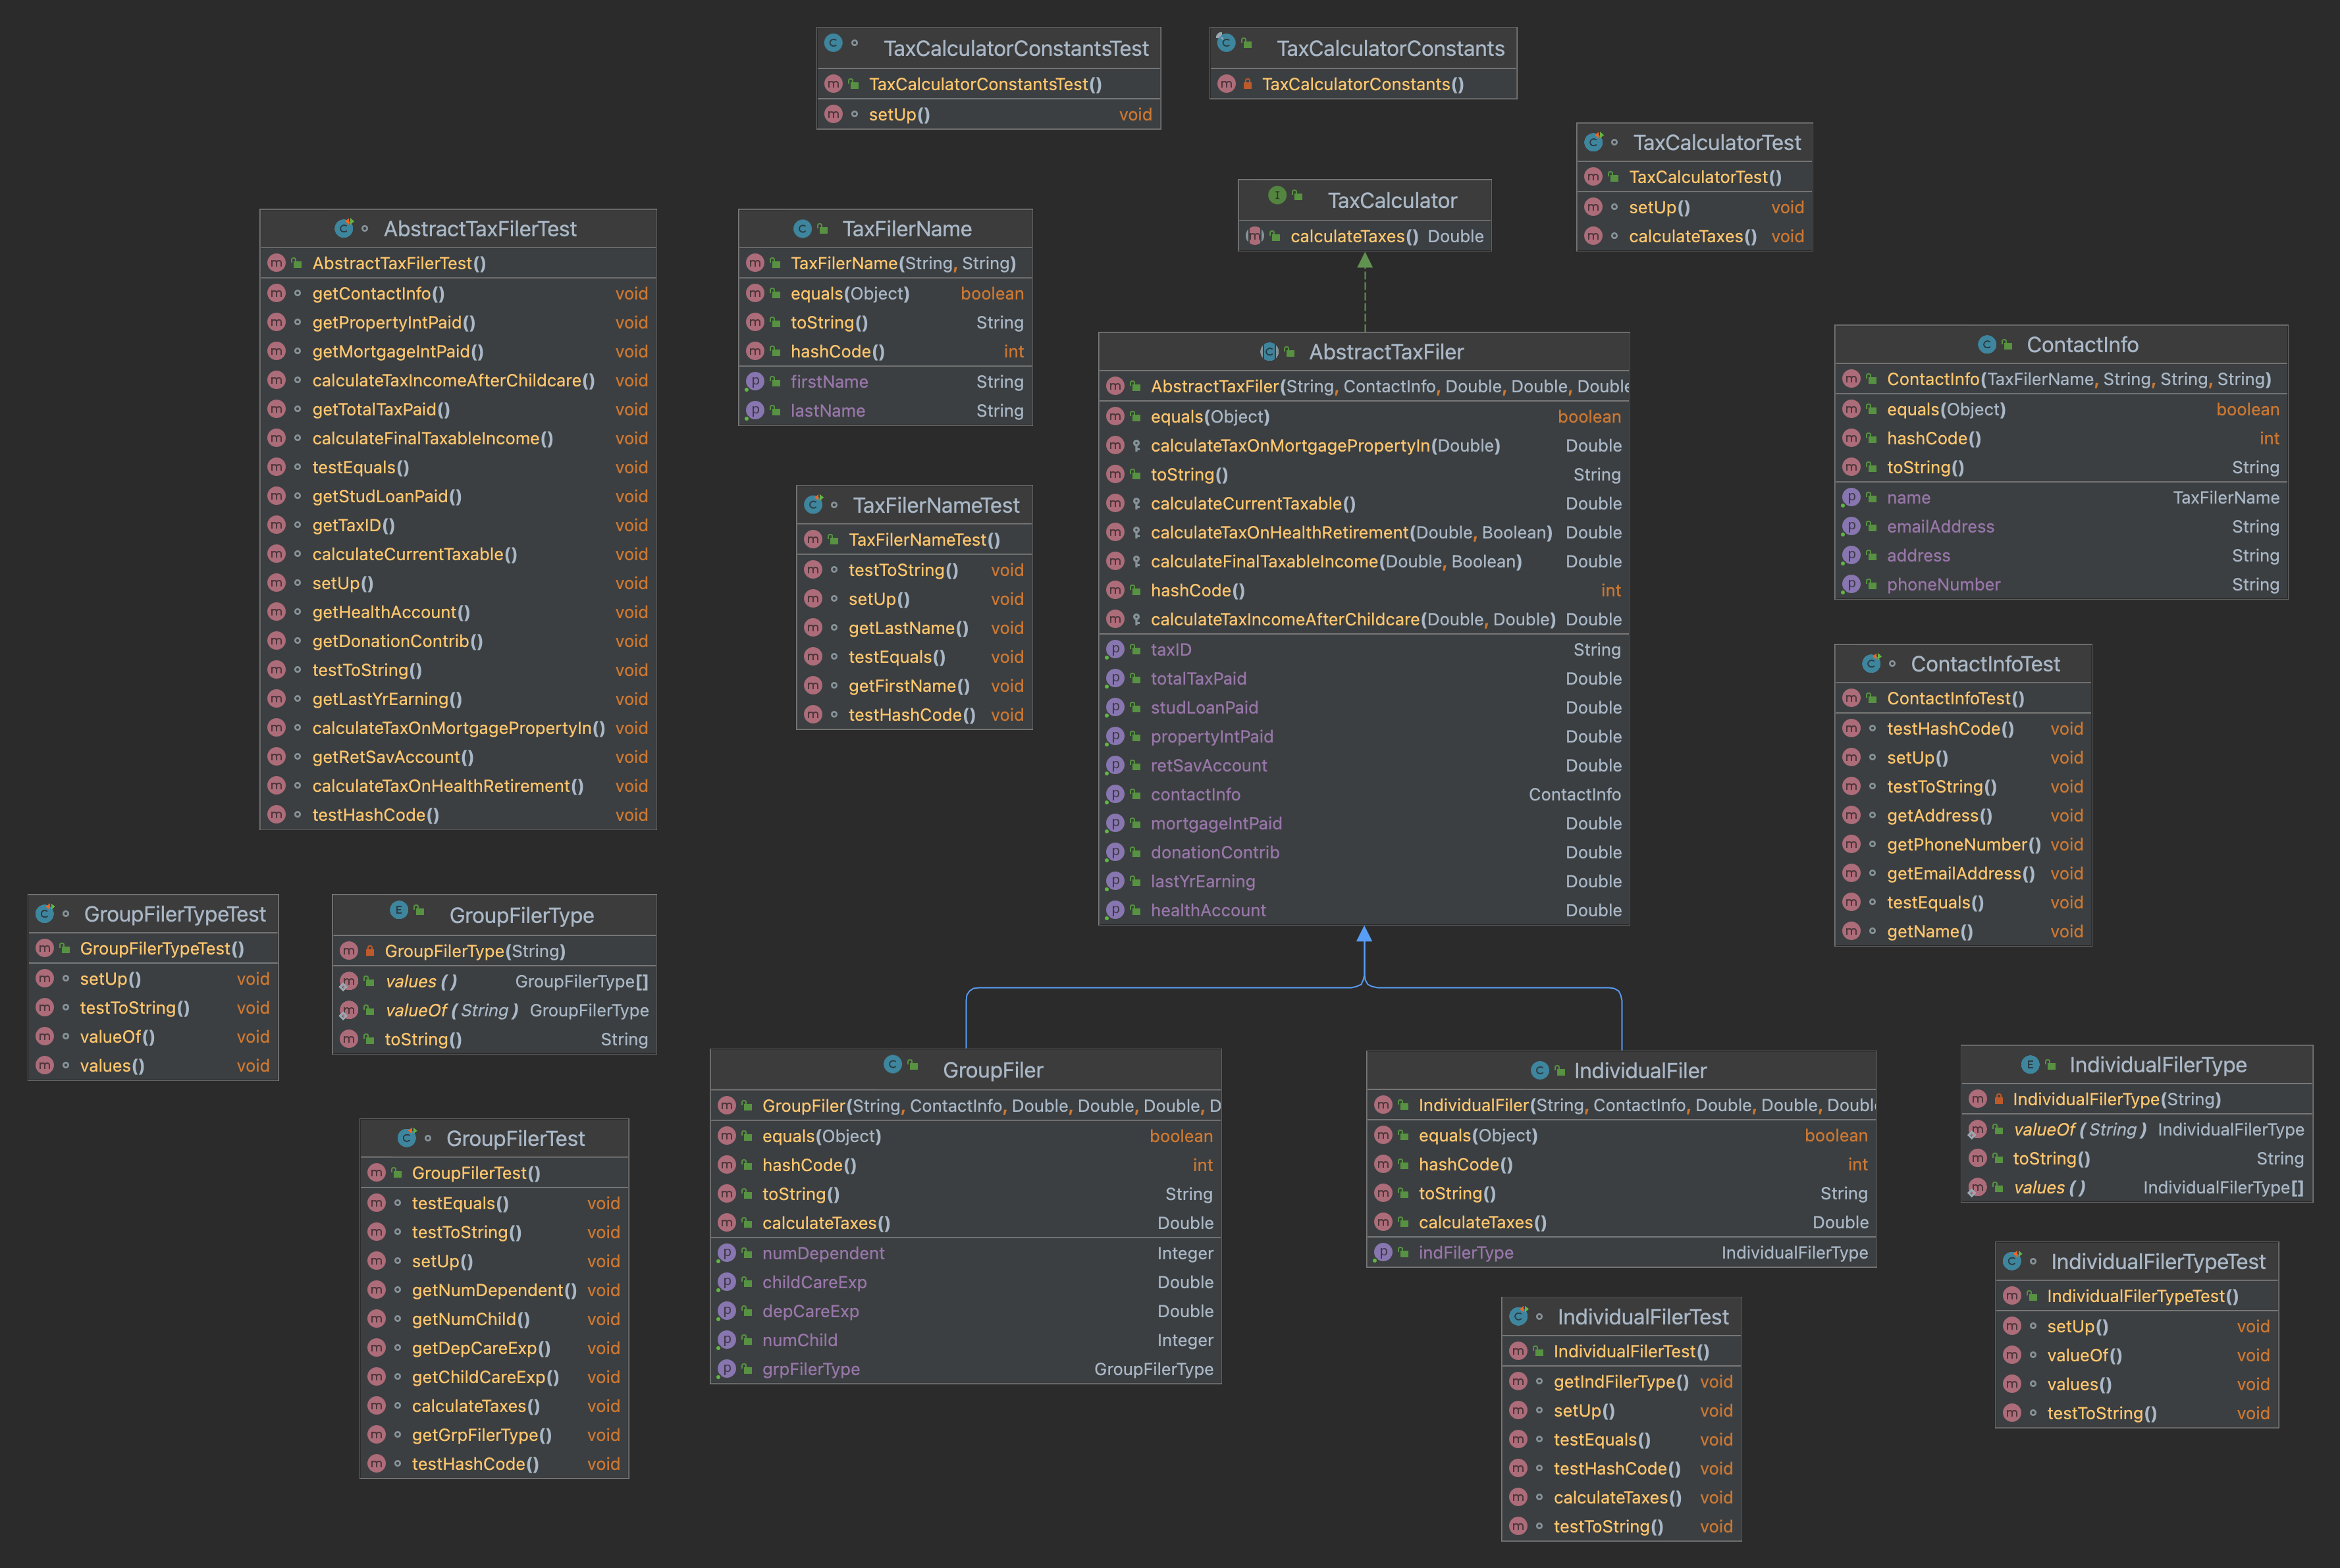 TaxCalculatorConstantsTest
TaxCalculatorConstantsTest()
setUp() void
TaxCalculatorConstants
TaxCalculatorConstants()
TaxCalculatorTest
TaxCalculatorTest()
setUp() void
calculateTaxes() void
TaxCalculator
calculateTaxes() Double
AbstractTaxFilerTest
AbstractTaxFilerTest()
getContactInfo() void
getPropertyIntPaid() void
getMortgageIntPaid() void
calculateTaxIncomeAfterChildcare() void
getTotalTaxPaid() void
calculateFinalTaxableIncome() void
testEquals() void
getStudLoanPaid() void
getTaxID() void
calculateCurrentTaxable() void
setUp() void
getHealthAccount() void
getDonationContrib() void
testToString() void
getLastYrEarning() void
calculateTaxOnMortgagePropertyIn() void
getRetSavAccount() void
calculateTaxOnHealthRetirement() void
testHashCode() void
TaxFilerName
TaxFilerName(String, String)
equals(Object) boolean
toString() String
hashCode() int
firstName String
lastName String
TaxFilerNameTest
TaxFilerNameTest()
testToString() void
setUp() void
getLastName() void
testEquals() void
getFirstName() void
testHashCode() void
AbstractTaxFiler
AbstractTaxFiler(String, ContactInfo, Double, Double, Double
equals(Object) boolean
calculateTaxOnMortgagePropertyIn(Double) Double
toString() String
calculateCurrentTaxable() Double
calculateTaxOnHealthRetirement(Double, Boolean) Double
calculateFinalTaxableIncome(Double, Boolean) Double
hashCode() int
calculateTaxIncomeAfterChildcare(Double, Double) Double
taxID String
totalTaxPaid Double
studLoanPaid Double
propertyIntPaid Double
retSavAccount Double
contactInfo ContactInfo
mortgageIntPaid Double
donationContrib Double
lastYrEarning Double
healthAccount Double
ContactInfo
ContactInfo(TaxFilerName, String, String, String)
equals(Object) boolean
hashCode() int
toString() String
name TaxFilerName
emailAddress String
address String
phoneNumber String
ContactInfoTest
ContactInfoTest()
testHashCode() void
setUp() void
testToString() void
getAddress() void
getPhoneNumber() void
getEmailAddress() void
testEquals() void
getName() void
GroupFilerTypeTest
GroupFilerTypeTest()
setUp() void
testToString() void
valueOf() void
values() void
GroupFilerType
GroupFilerType(String)
values() GroupFilerType[]
valueOf(String) GroupFilerType
toString() String
GroupFilerTest
GroupFilerTest()
testEquals() void
testToString() void
setUp() void
getNumDependent() void
getNumChild() void
getDepCareExp() void
getChildCareExp() void
calculateTaxes() void
getGrpFilerType() void
testHashCode() void
GroupFiler
GroupFiler(String, ContactInfo, Double, Double, Double, D
equals(Object) boolean
hashCode() int
toString() String
calculateTaxes() Double
numDependent Integer
childCareExp Double
depCareExp Double
numChild Integer
grpFilerType GroupFilerType
IndividualFiler
IndividualFiler(String, ContactInfo, Double, Double, Doubl
equals(Object) boolean
hashCode() int
toString() String
calculateTaxes() Double
indFilerType IndividualFilerType
IndividualFilerTest
IndividualFilerTest()
getIndFilerType() void
setUp() void
testEquals() void
testHashCode() void
calculateTaxes() void
testToString() void
IndividualFilerType
IndividualFilerType(String)
valueOf(String) IndividualFilerType
toString() String
values() IndividualFilerType[]
IndividualFilerTypeTest
IndividualFilerTypeTest()
setUp() void
valueOf() void
values() void
testToString() void